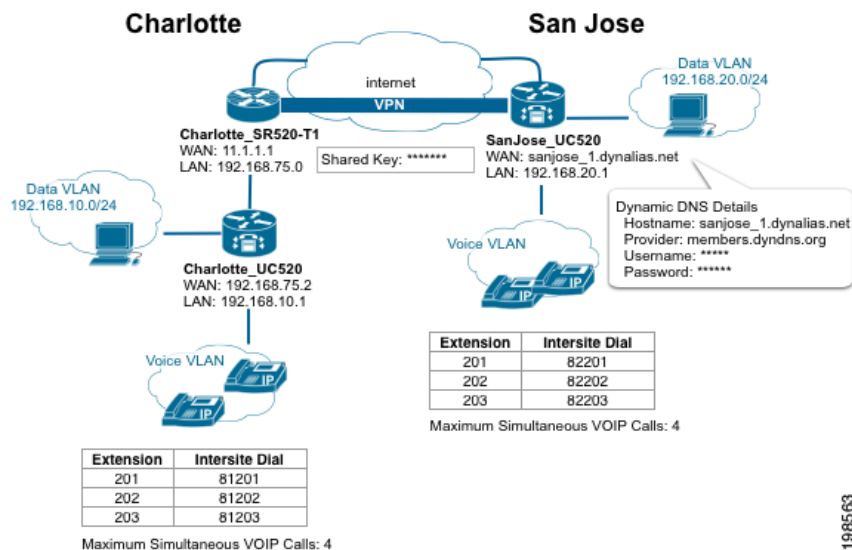 Charlotte
San Jose
internet
VPN
Data VLAN
192.168.20.0/24
Charlotte_SR520-T1
WAN: 11.1.1.1
LAN: 192.168.75.0
Shared Key: *******
SanJose_UC520
WAN: sanjose_1.dynalias.net
LAN: 192.168.20.1
Data VLAN
192.168.10.0/24
Dynamic DNS Details
Hostname: sanjose_1.dynalias.net
Provider: members.dyndns.org
Username: *****
Password: ******
Voice VLAN
IP
IP
Charlotte_UC520
WAN: 192.168.75.2
LAN: 192.168.10.1
Extension Intersite Dial
201 82201
202 82202
203 82203
Maximum Simultaneous VOIP Calls: 4
Voice VLAN
IP
IP
Extension Intersite Dial
201 81201
202 81202
203 81203
Maximum Simultaneous VOIP Calls: 4
198563